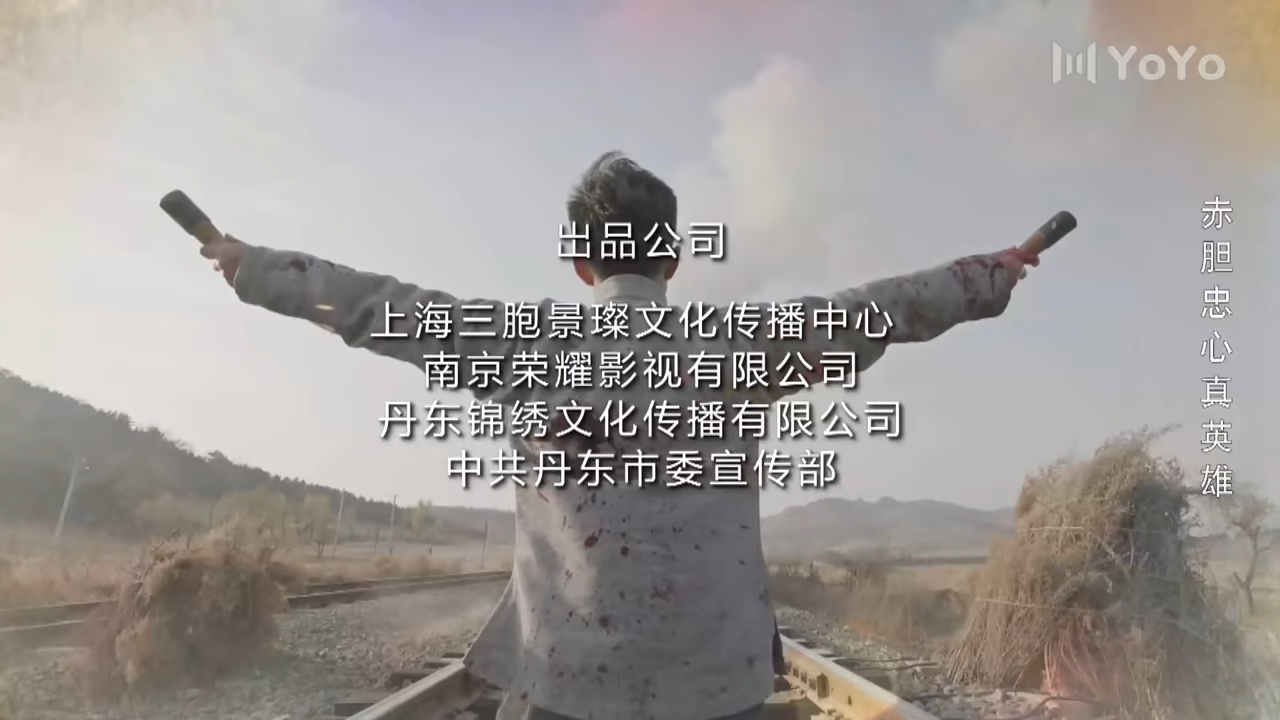 YoYo
出品公司
上海三胞景璨文化传播中心
南京荣耀影视有限公司
丹东锦绣文化传播有限公司
中共丹东市委宣传部
赤胆忠心真英雄